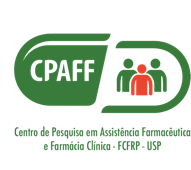 CPAFF
Centro de Pesquisa em Assistência Farmacêutica
e Farmácia Clínica - FCFRP - USP